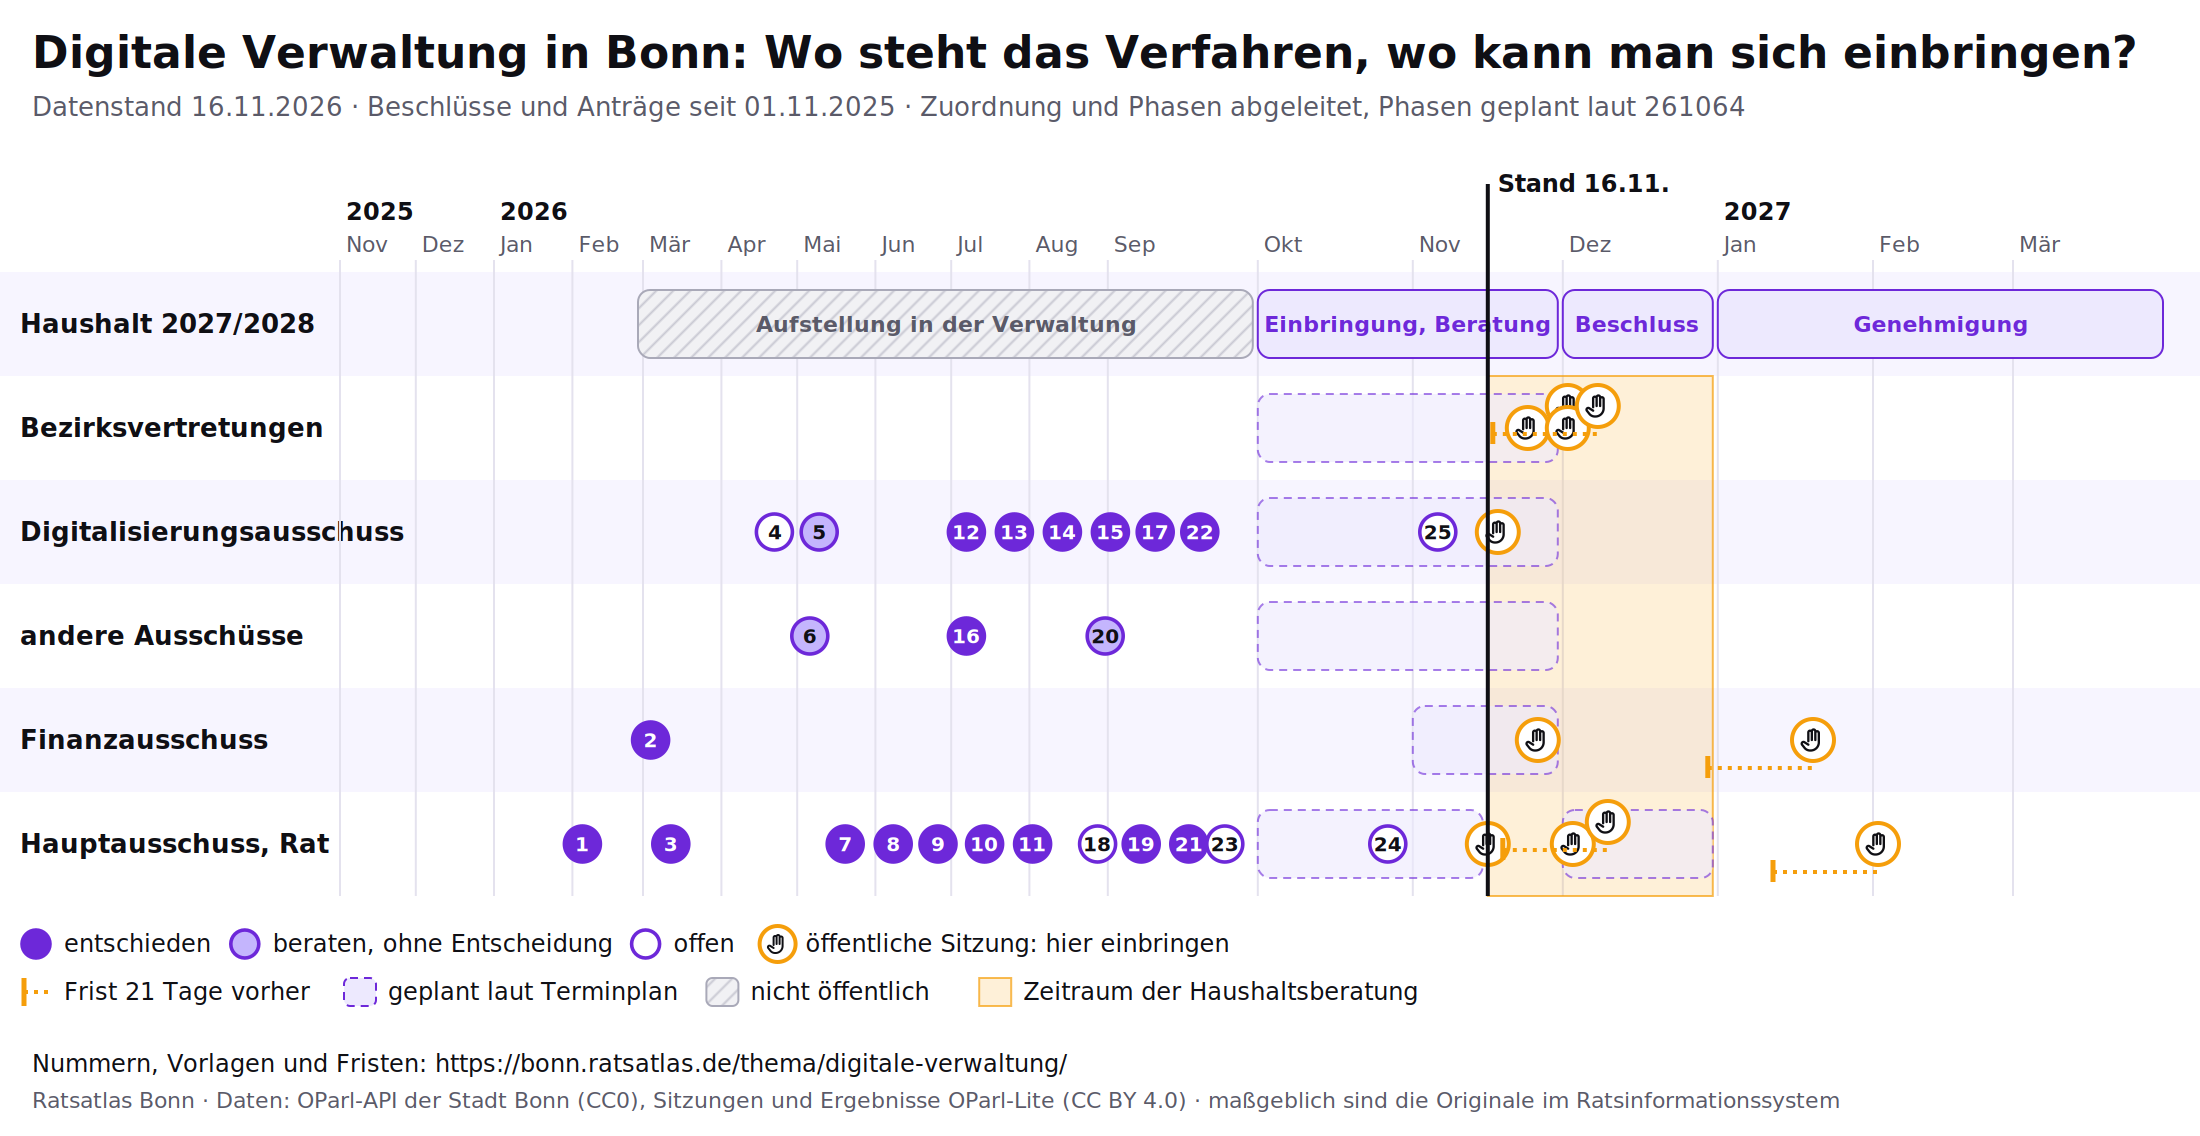 Digitale Verwaltung in Bonn: Wo steht das Verfahren, wo kann man sich einbringen?
Datenstand 16.11.2026 · Beschlüsse und Anträge seit 01.11.2025 · Zuordnung und Phasen abgeleitet, Phasen geplant laut 261064
Stand 16.11.
2025 2026 2027
Nov Dez Jan Feb Mär Apr Mai Jun Jul Aug Sep Okt Nov Dez Jan Feb Mär
Haushalt 2027/2028 Aufstellung in der Verwaltung Einbringung, Beratung Beschluss Genehmigung
Bezirksvertretungen
Digitalisierungsausschuss 4 5 12 13 14 15 17 22 25
andere Ausschüsse 6 16 20
Finanzausschuss 2
Hauptausschuss, Rat 1 3 7 8 9 10 11 18 19 21 23 24
entschieden beraten, ohne Entscheidung offen öffentliche Sitzung: hier einbringen
Frist 21 Tage vorher geplant laut Terminplan nicht öffentlich Zeitraum der Haushaltsberatung
Nummern, Vorlagen und Fristen: https://bonn.ratsatlas.de/thema/digitale-verwaltung/
Ratsatlas Bonn · Daten: OParl-API der Stadt Bonn (CC0), Sitzungen und Ergebnisse OParl-Lite (CC BY 4.0) · maßgeblich sind die Originale im Ratsinformationssystem